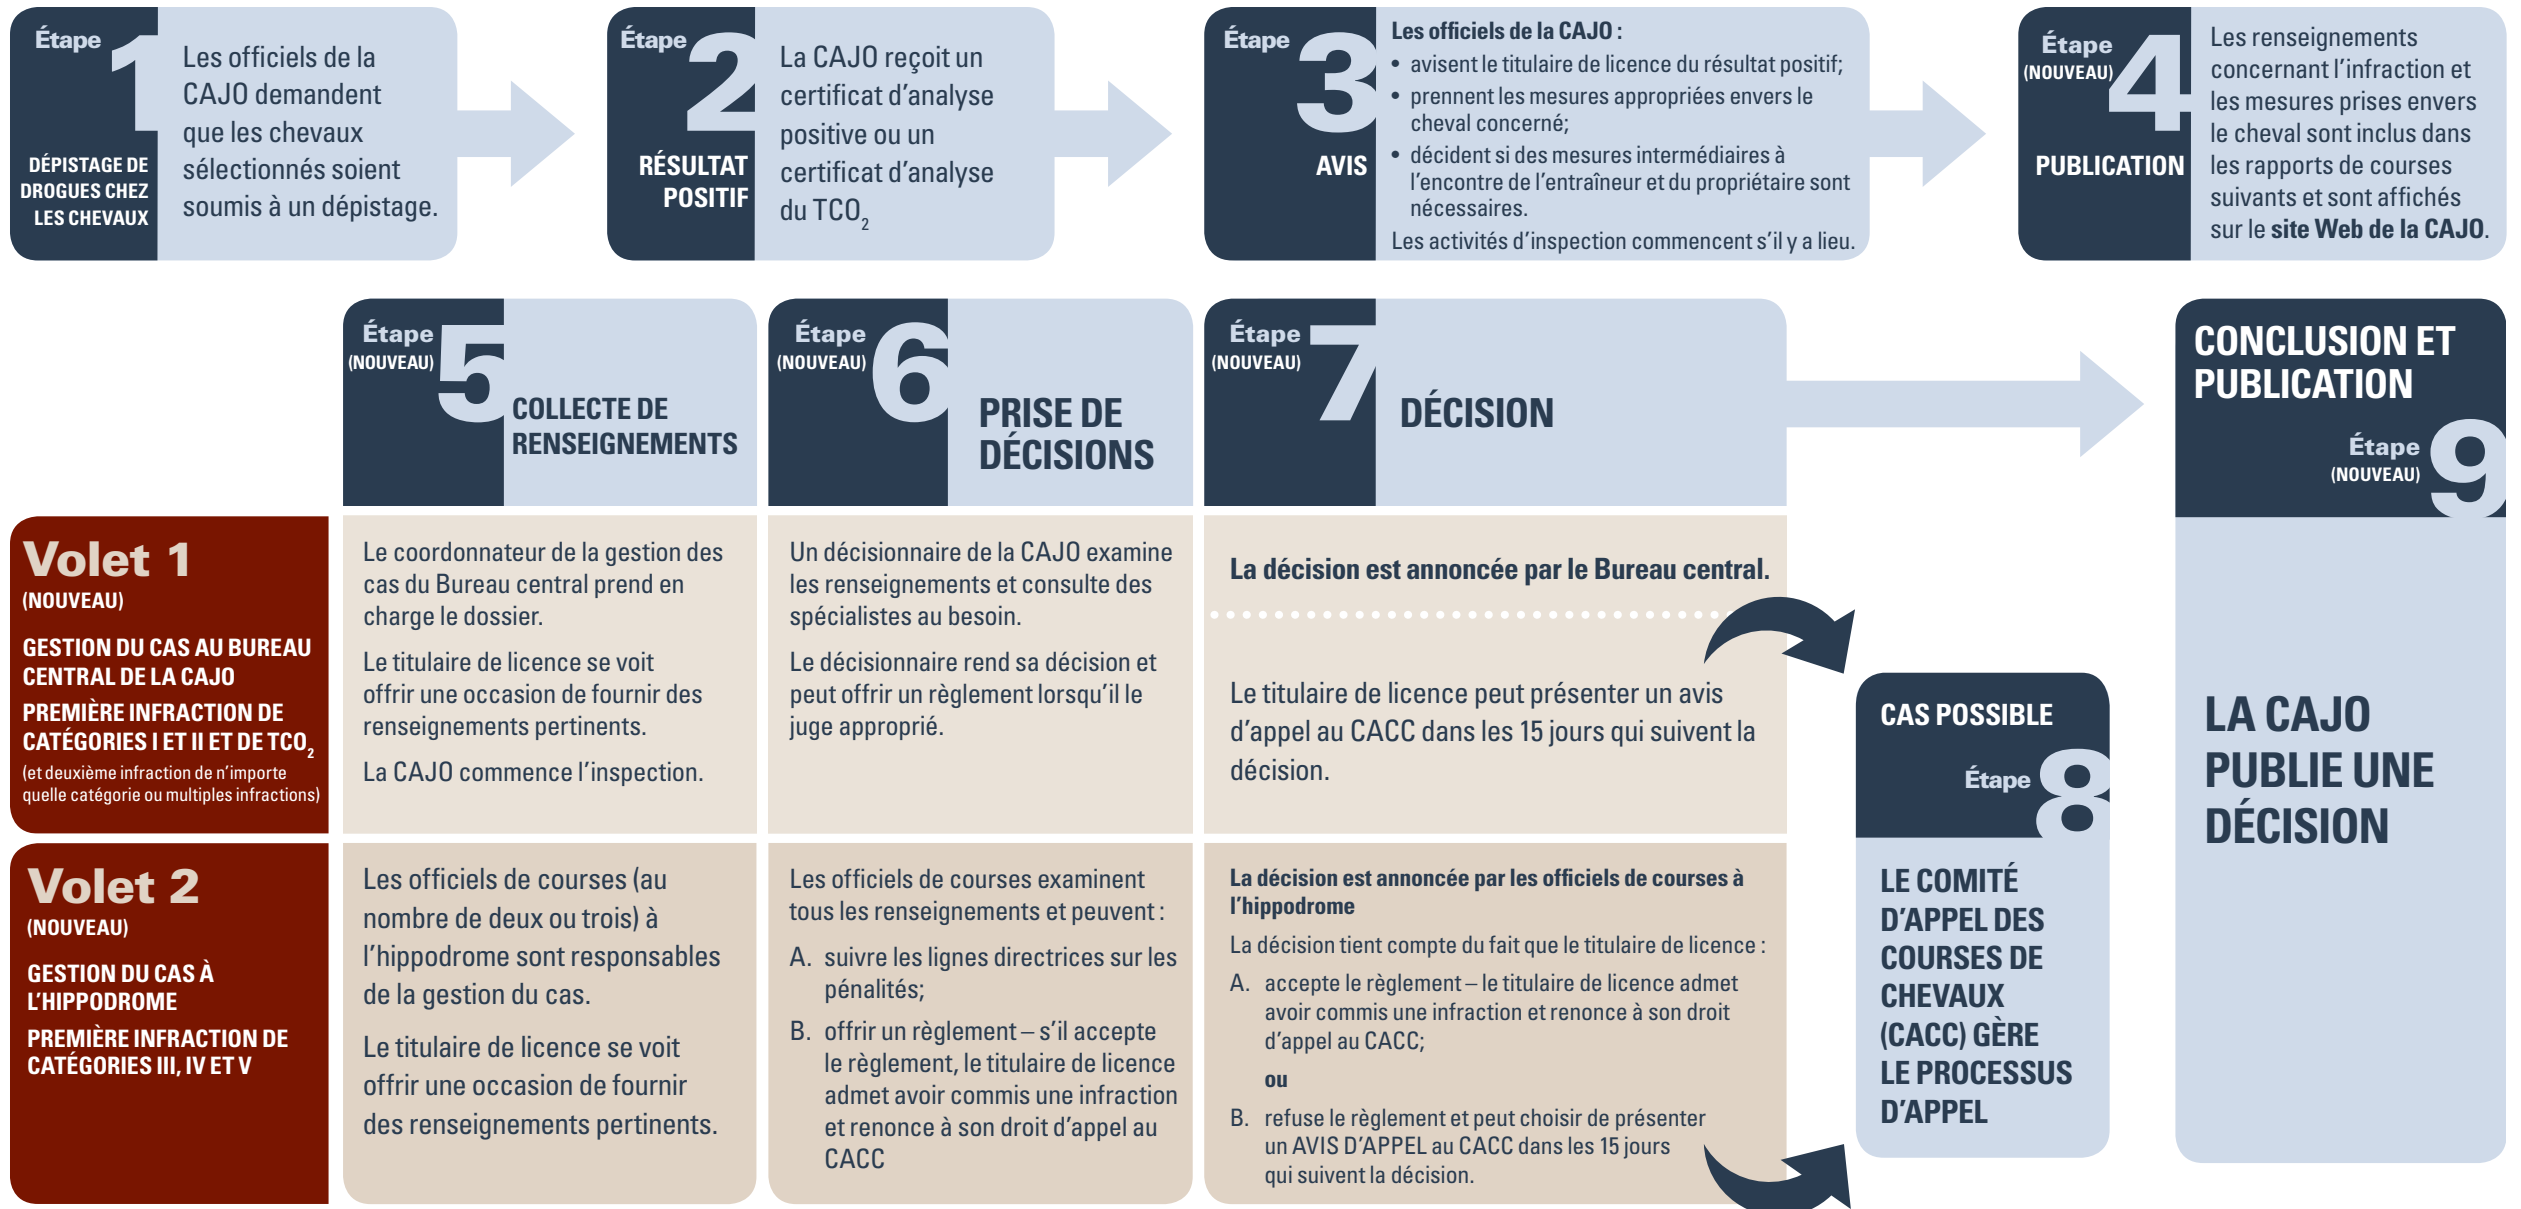 Étape 1
DÉPISTAGE DE
DROGUES CHEZ
LES CHEVAUX
Les officiels de la
CAJO demandent
que les chevaux
sélectionnés soient
soumis à un dépistage.
Étape 2
RÉSULTAT
POSITIF
La CAJO reçoit un
certificat d’analyse
positive ou un
certificat d’analyse
du TCO₂
Étape 3
AVIS
Les officiels de la CAJO :
• avisent le titulaire de licence du résultat positif;
• prennent les mesures appropriées envers le
cheval concerné;
• décident si des mesures intermédiaires à
l’encontre de l’entraîneur et du propriétaire sont
nécessaires.
Les activités d’inspection commencent s’il y a lieu.
Étape 4
(NOUVEAU)
PUBLICATION
Les renseignements
concernant l’infraction et
les mesures prises envers
le cheval sont inclus dans
les rapports de courses
suivants et sont affichés
sur le site Web de la CAJO.
Étape 5
(NOUVEAU)
COLLECTE DE
RENSEIGNEMENTS
Étape 6
(NOUVEAU)
PRISE DE
DÉCISIONS
Étape 7
(NOUVEAU)
DÉCISION
CONCLUSION ET
PUBLICATION
Étape 9
(NOUVEAU)
LA CAJO
PUBLIE UNE
DÉCISION
Volet 1
(NOUVEAU)
GESTION DU CAS AU BUREAU
CENTRAL DE LA CAJO
PREMIÈRE INFRACTION DE
CATÉGORIES I ET II ET DE TCO₂
(et deuxième infraction de n’importe
quelle catégorie ou multiples infractions)
Le coordonnateur de la gestion des
cas du Bureau central prend en
charge le dossier.
Le titulaire de licence se voit
offrir une occasion de fournir des
renseignements pertinents.
La CAJO commence l’inspection.
Un décisionnaire de la CAJO examine
les renseignements et consulte des
spécialistes au besoin.
Le décisionnaire rend sa décision et
peut offrir un règlement lorsqu’il le
juge approprié.
La décision est annoncée par le Bureau central.
Le titulaire de licence peut présenter un avis
d’appel au CACC dans les 15 jours qui suivent la
décision.
CAS POSSIBLE
Étape 8
LE COMITÉ
D’APPEL DES
COURSES DE
CHEVAUX
(CACC) GÈRE
LE PROCESSUS
D’APPEL
Volet 2
(NOUVEAU)
GESTION DU CAS À
L’HIPPODROME
PREMIÈRE INFRACTION DE
CATÉGORIES III, IV ET V
Les officiels de courses (au
nombre de deux ou trois) à
l’hippodrome sont responsables
de la gestion du cas.
Le titulaire de licence se voit
offrir une occasion de fournir
des renseignements pertinents.
Les officiels de courses examinent
tous les renseignements et peuvent :
A. suivre les lignes directrices sur les
pénalités;
B. offrir un règlement – s’il accepte
le règlement, le titulaire de licence
admet avoir commis une infraction
et renonce à son droit d’appel au
CACC
La décision est annoncée par les officiels de courses à
l’hippodrome
La décision tient compte du fait que le titulaire de licence :
A. accepte le règlement – le titulaire de licence admet
avoir commis une infraction et renonce à son droit
d’appel au CACC;
ou
B. refuse le règlement et peut choisir de présenter
un AVIS D’APPEL au CACC dans les 15 jours
qui suivent la décision.